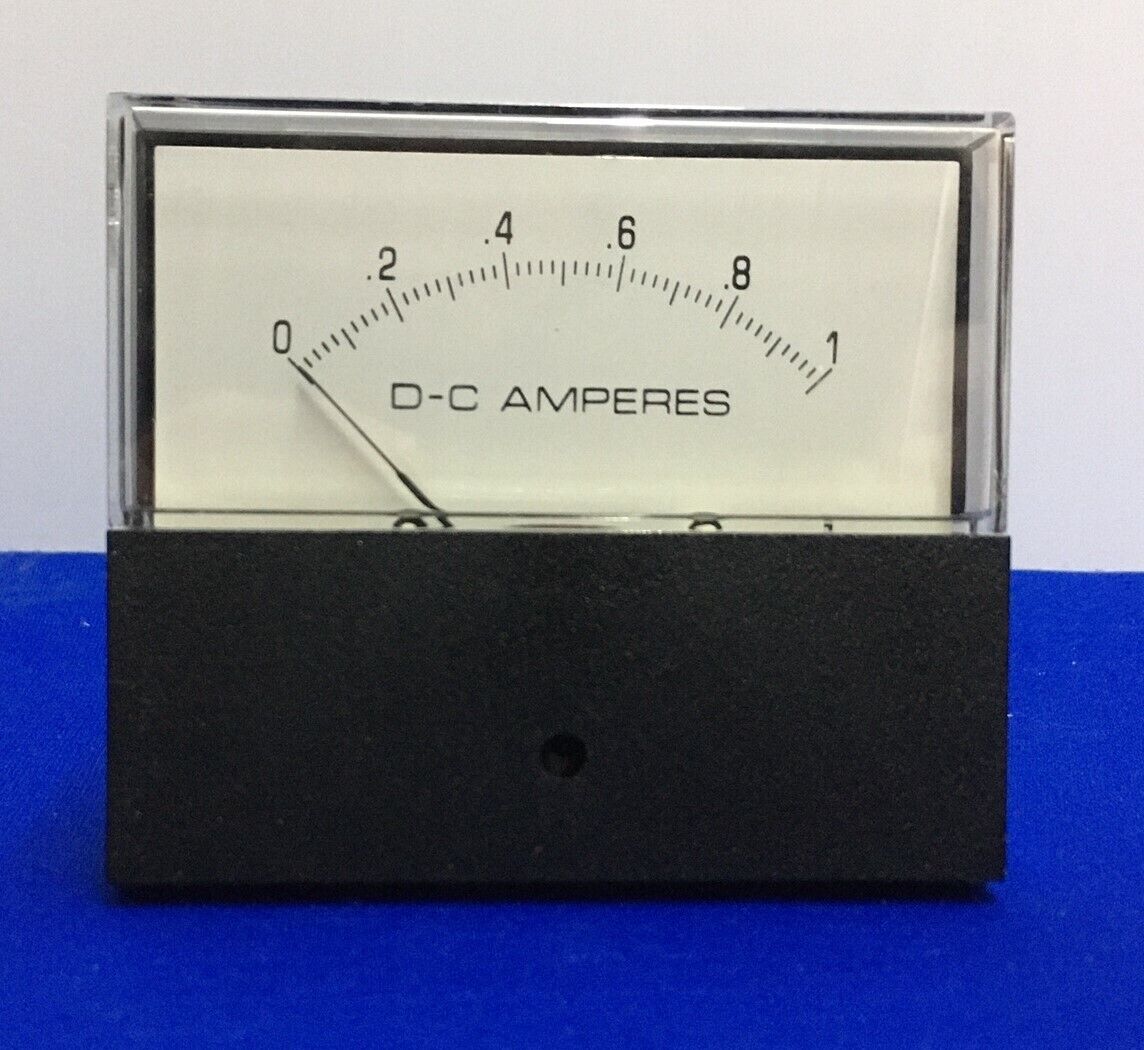 0 .2 .4 .6 .8 1
D-C AMPERES